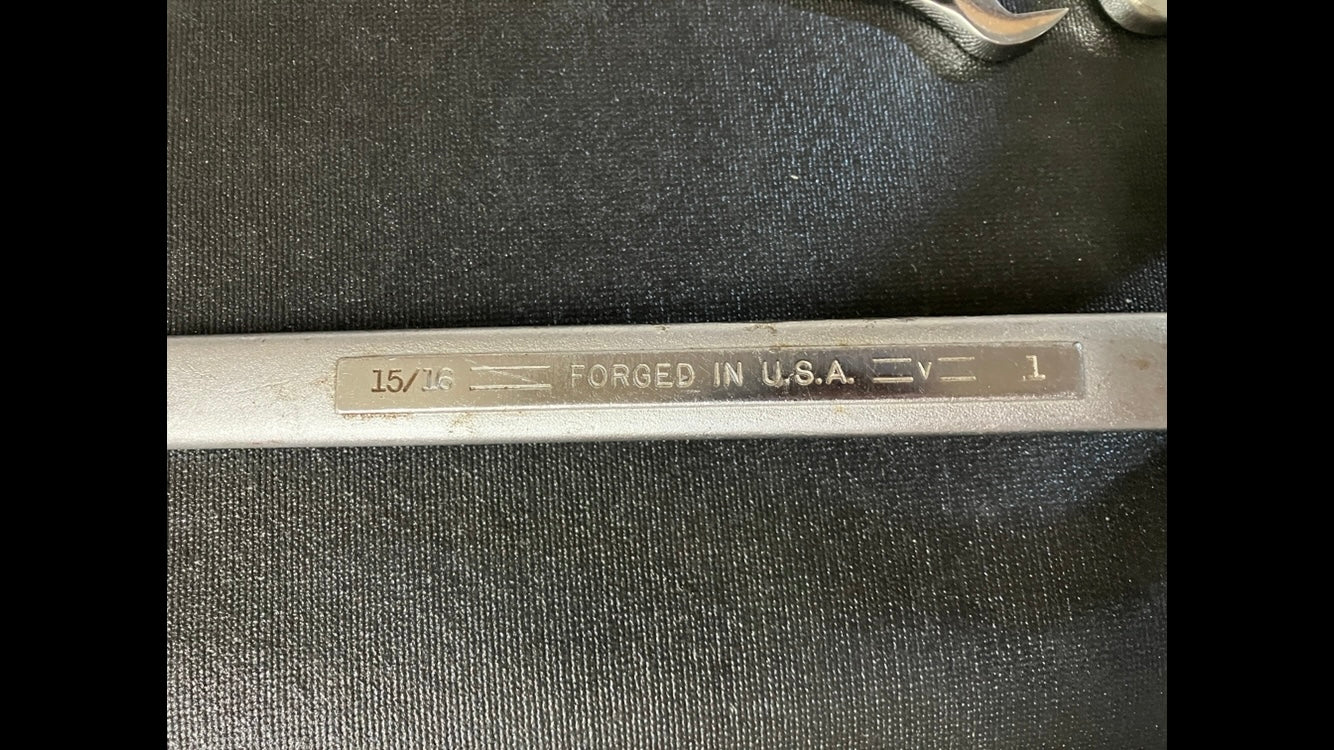 15/16 FORGED IN U.S.A. =V= 1